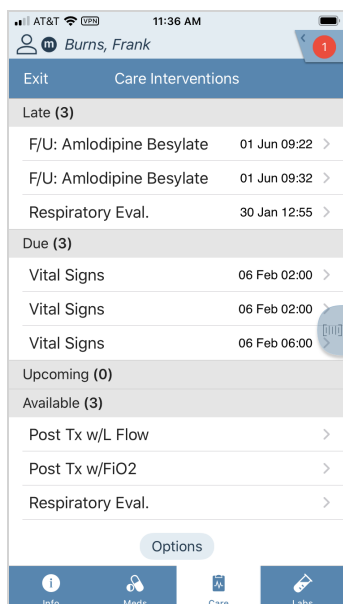 AT&T VPN 11:36 AM
m Burns, Frank
1
Exit Care Interventions
Late (3)
F/U: Amlodipine Besylate 01 Jun 09:22
F/U: Amlodipine Besylate 01 Jun 09:32
Respiratory Eval. 30 Jan 12:55
Due (3)
Vital Signs 06 Feb 02:00
Vital Signs 06 Feb 02:00
Vital Signs 06 Feb 06:00
Upcoming (0)
Available (3)
Post Tx w/L Flow
Post Tx w/FiO2
Respiratory Eval.
Options
Info Meds Care Labs